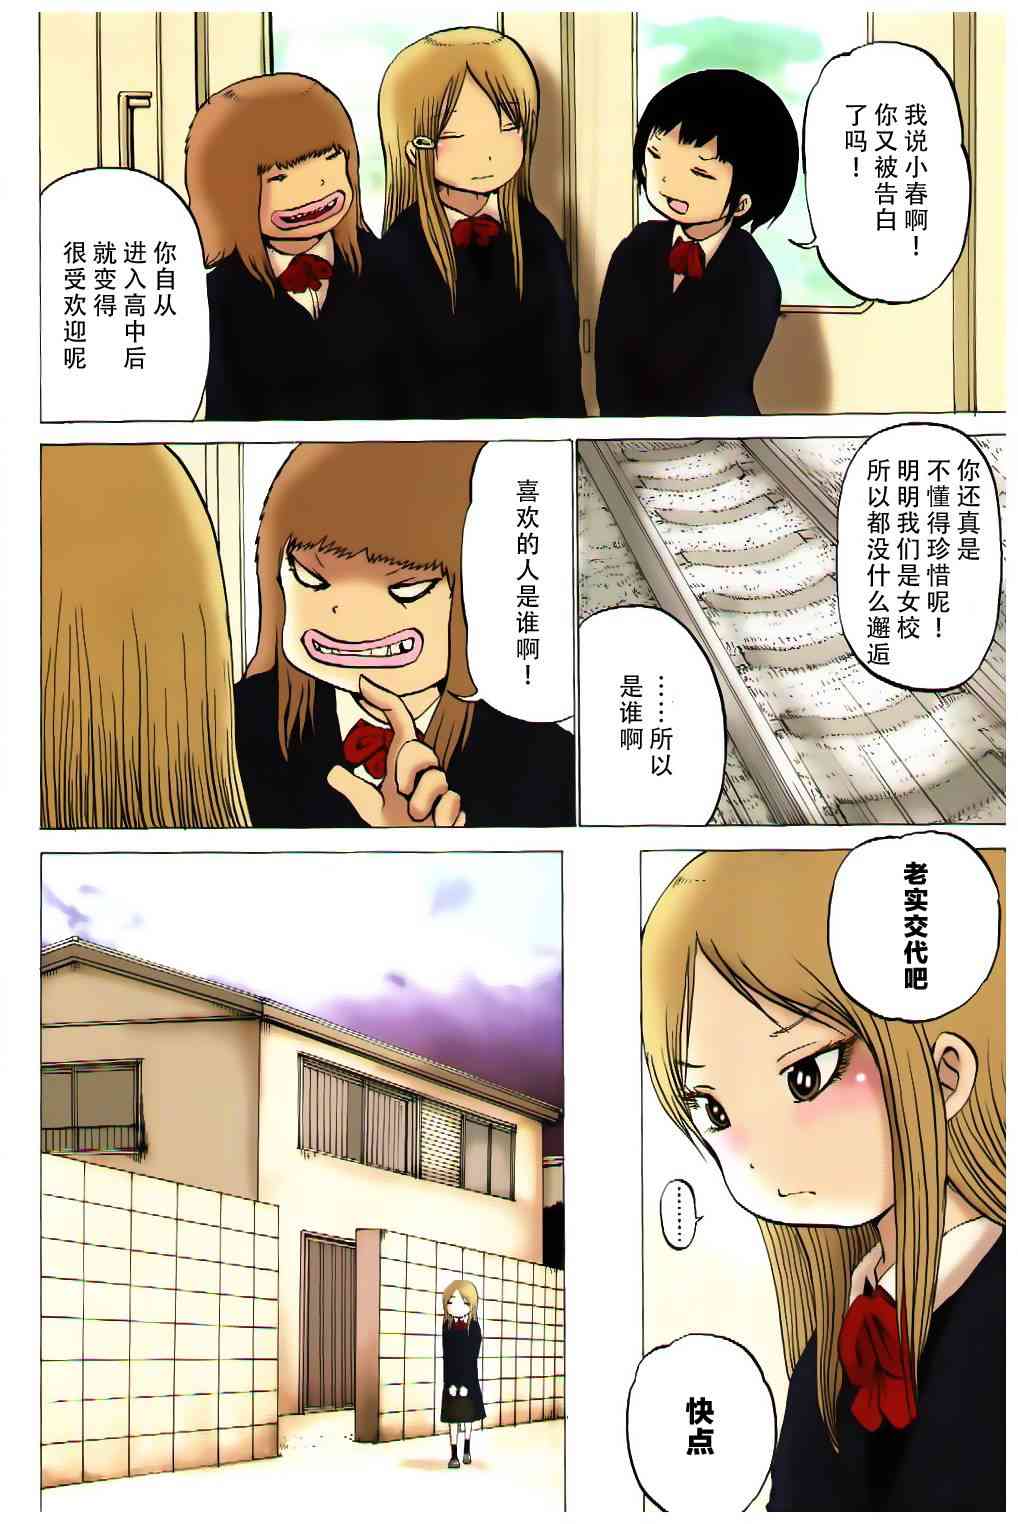 我说小春啊！
你又被告白
了吗！
你自从
进入高中后
就变得
很受欢迎呢
你还真是
不懂得珍惜呢！
明明我们是女校
所以都没什么邂逅
……所以
是谁啊
喜欢的人是谁啊！
老实交代吧
………
快点